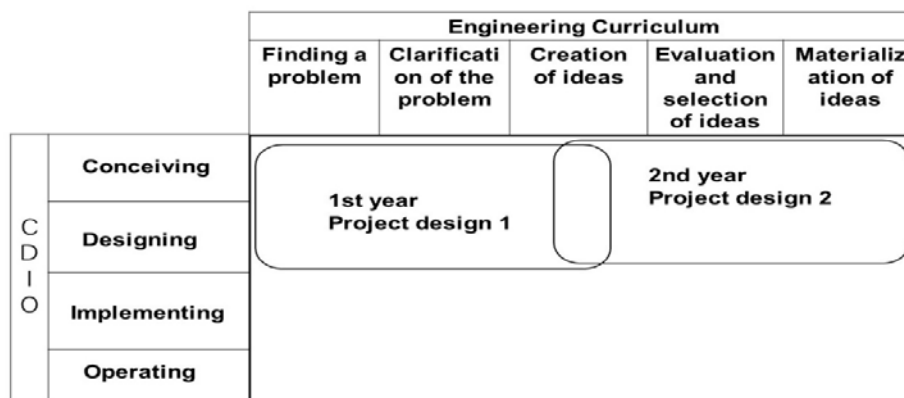 Engineering Curriculum
Finding a
problem
Clarificati
on of the
problem
Creation
of ideas
Evaluation
and
selection
of ideas
Materializ
ation of
ideas
C
D
I
O
Conceiving
Designing
Implementing
Operating
1st year
Project design 1
2nd year
Project design 2